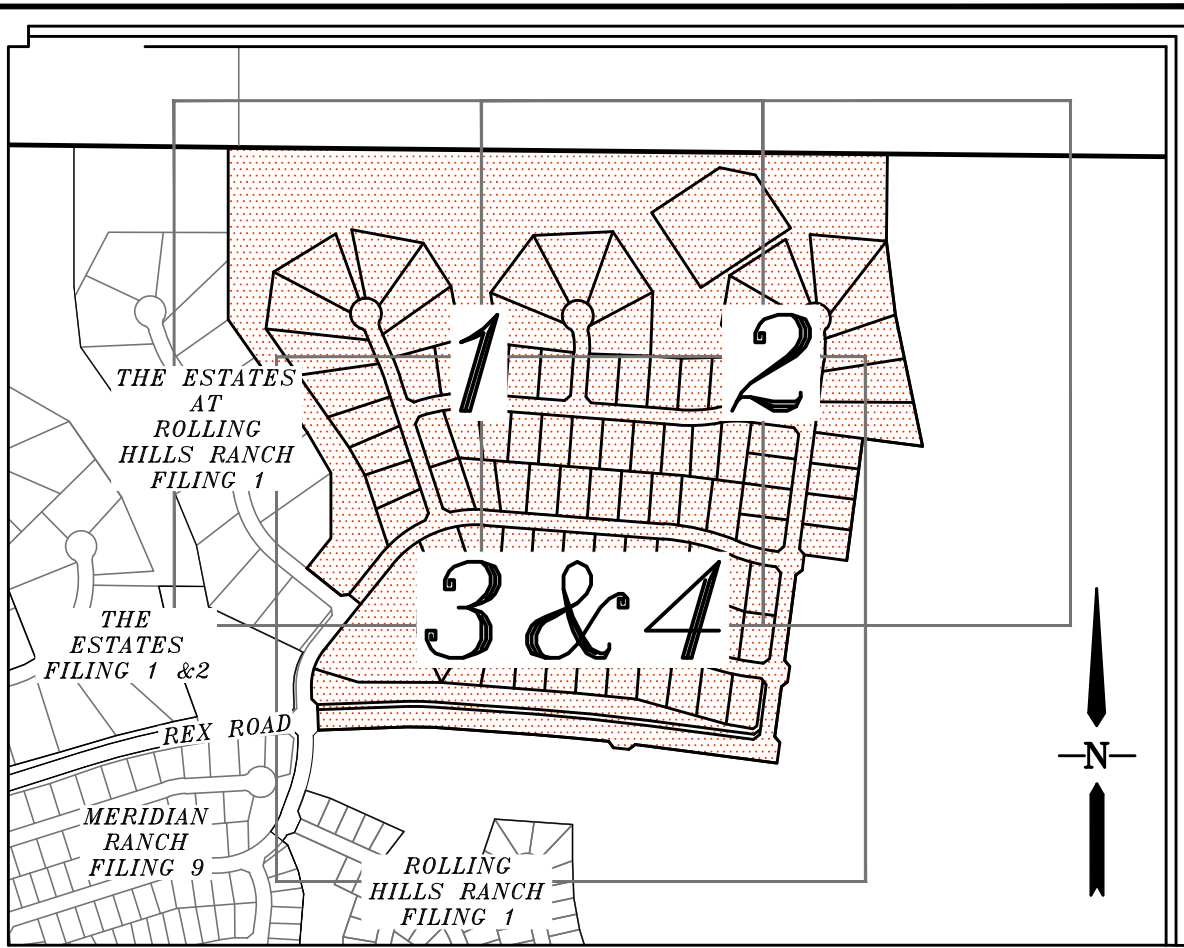 1
2
THE ESTATES
AT
ROLLING
HILLS RANCH
FILING 1
3 & 4
THE
ESTATES
FILING 1 &2
REX ROAD
N
MERIDIAN
RANCH
FILING 9
ROLLING
HILLS RANCH
FILING 1